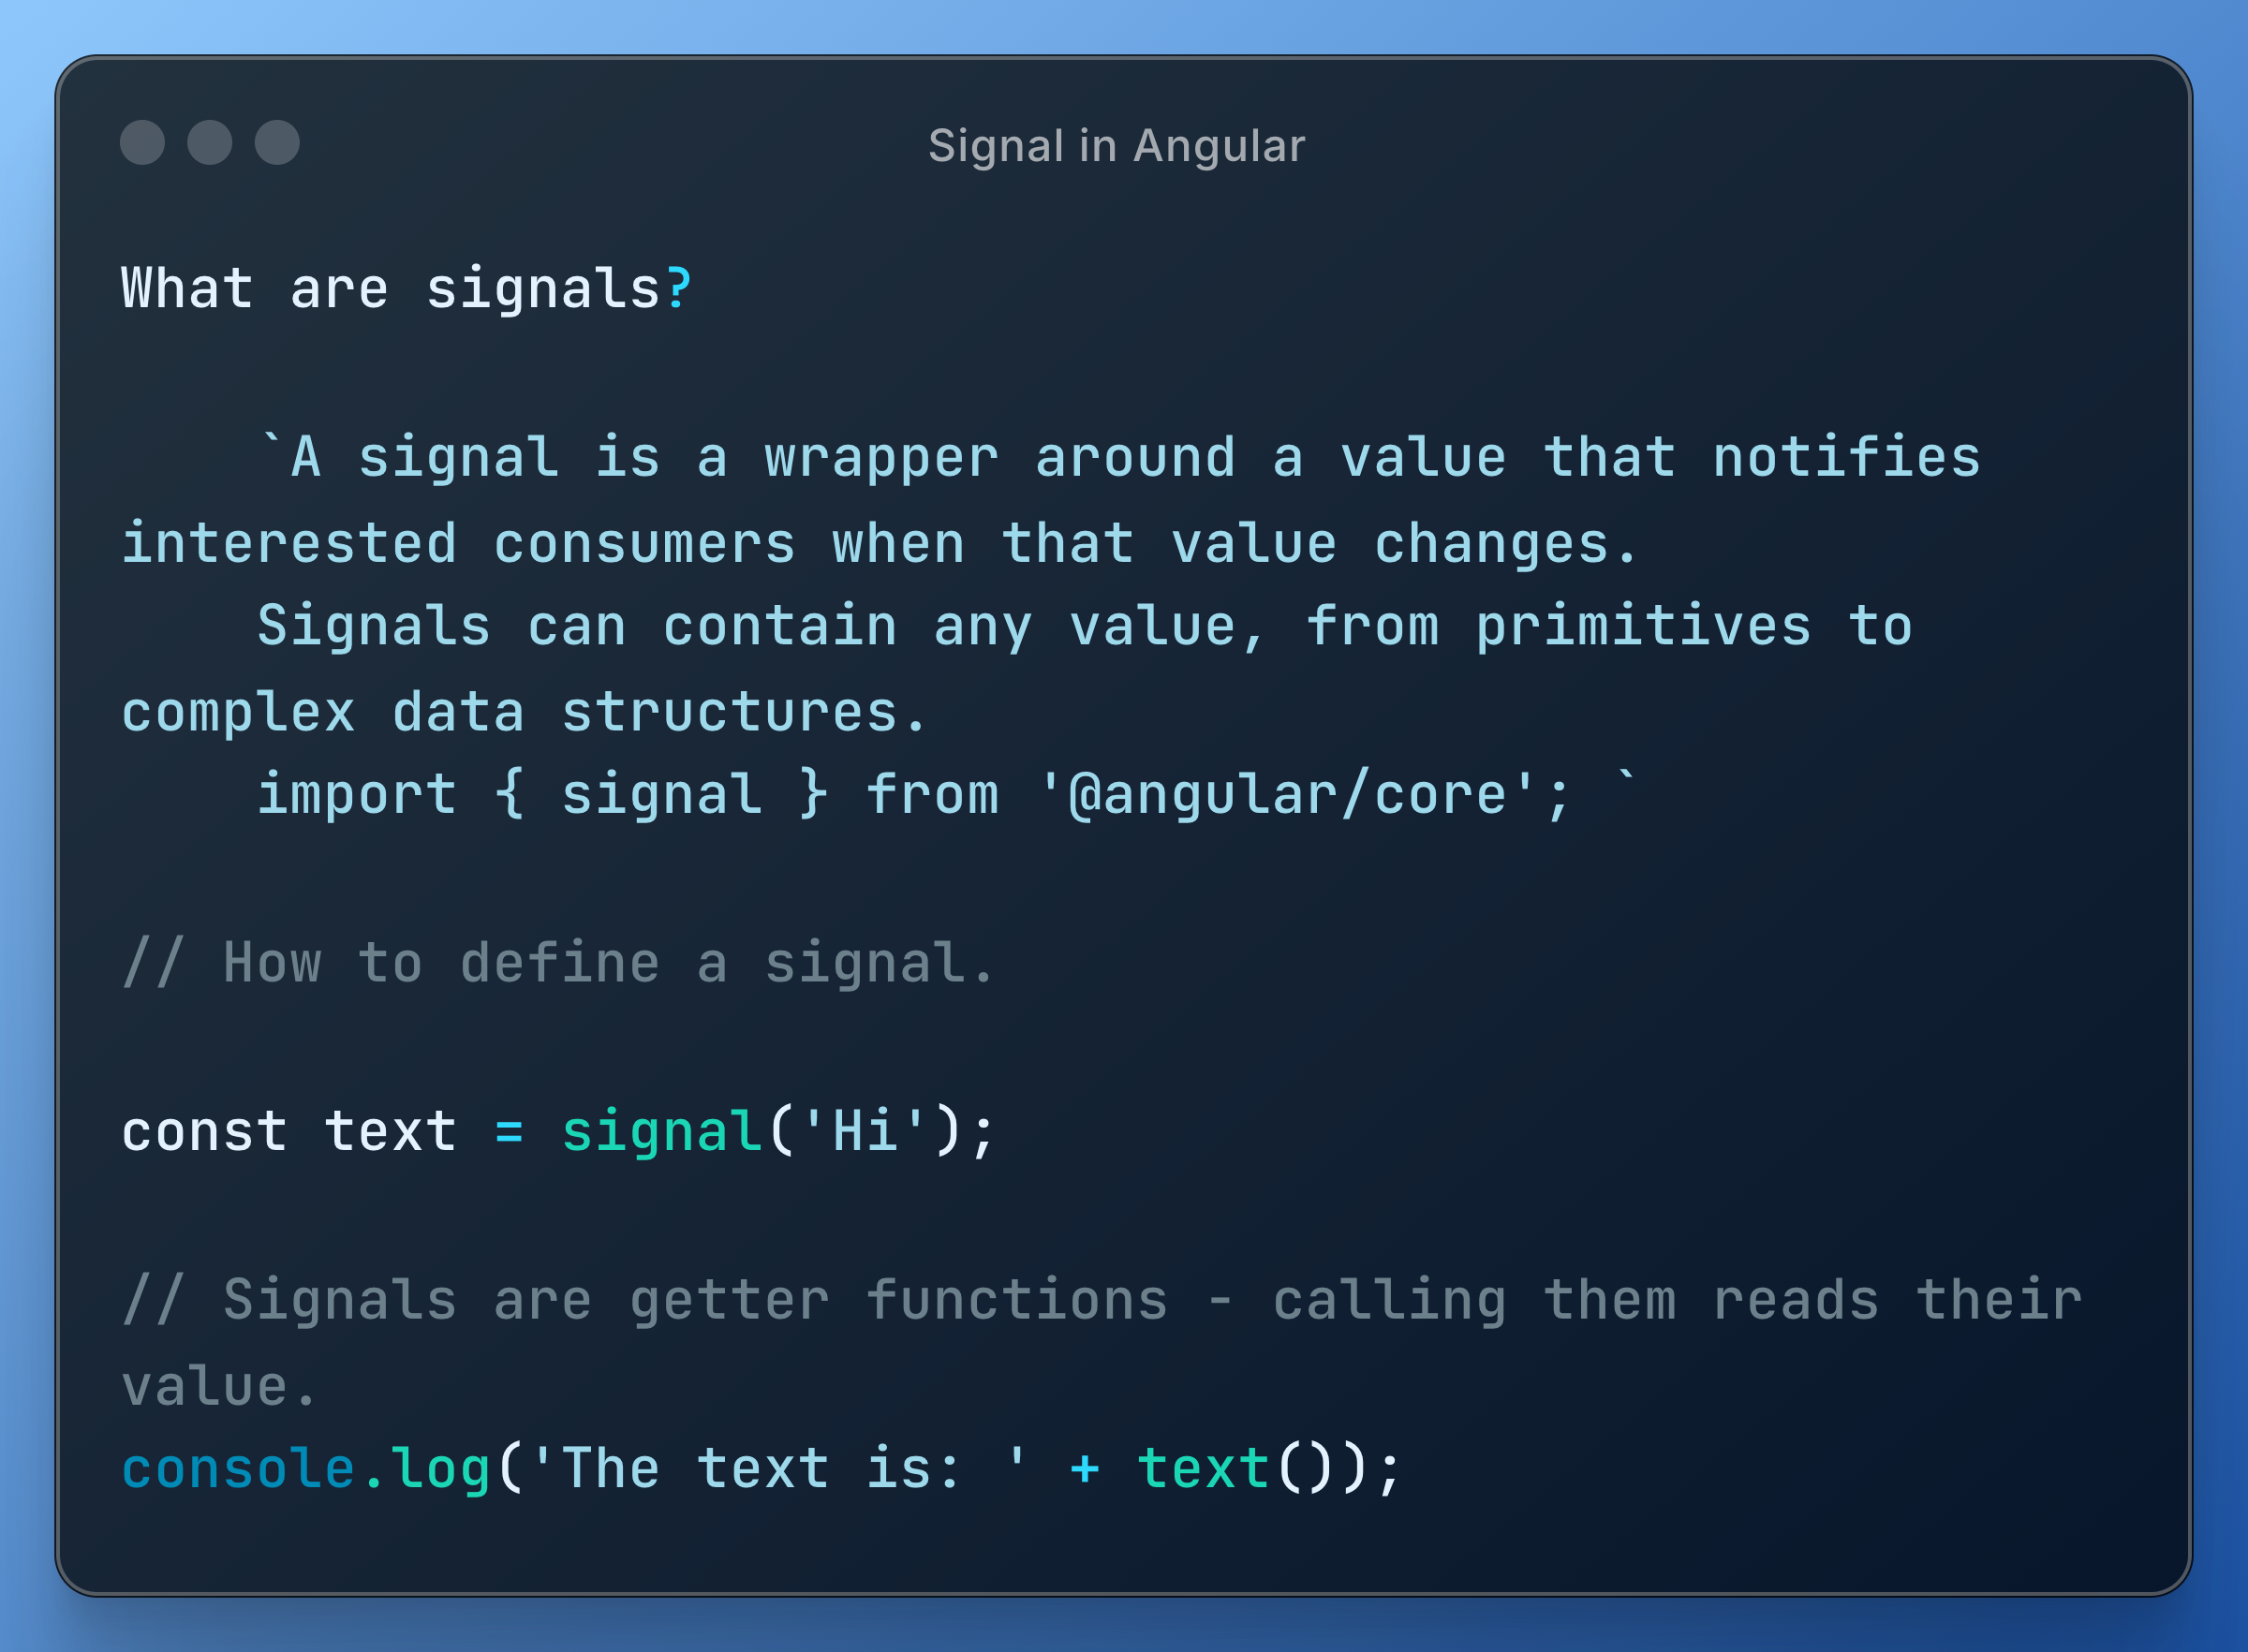 Signal in Angular
What are signals?
`A signal is a wrapper around a value that notifies
interested consumers when that value changes.
Signals can contain any value, from primitives to
complex data structures.
import { signal } from '@angular/core'; `
// How to define a signal.
const text = signal('Hi');
// Signals are getter functions - calling them reads their
value.
console.log('The text is: ' + text());